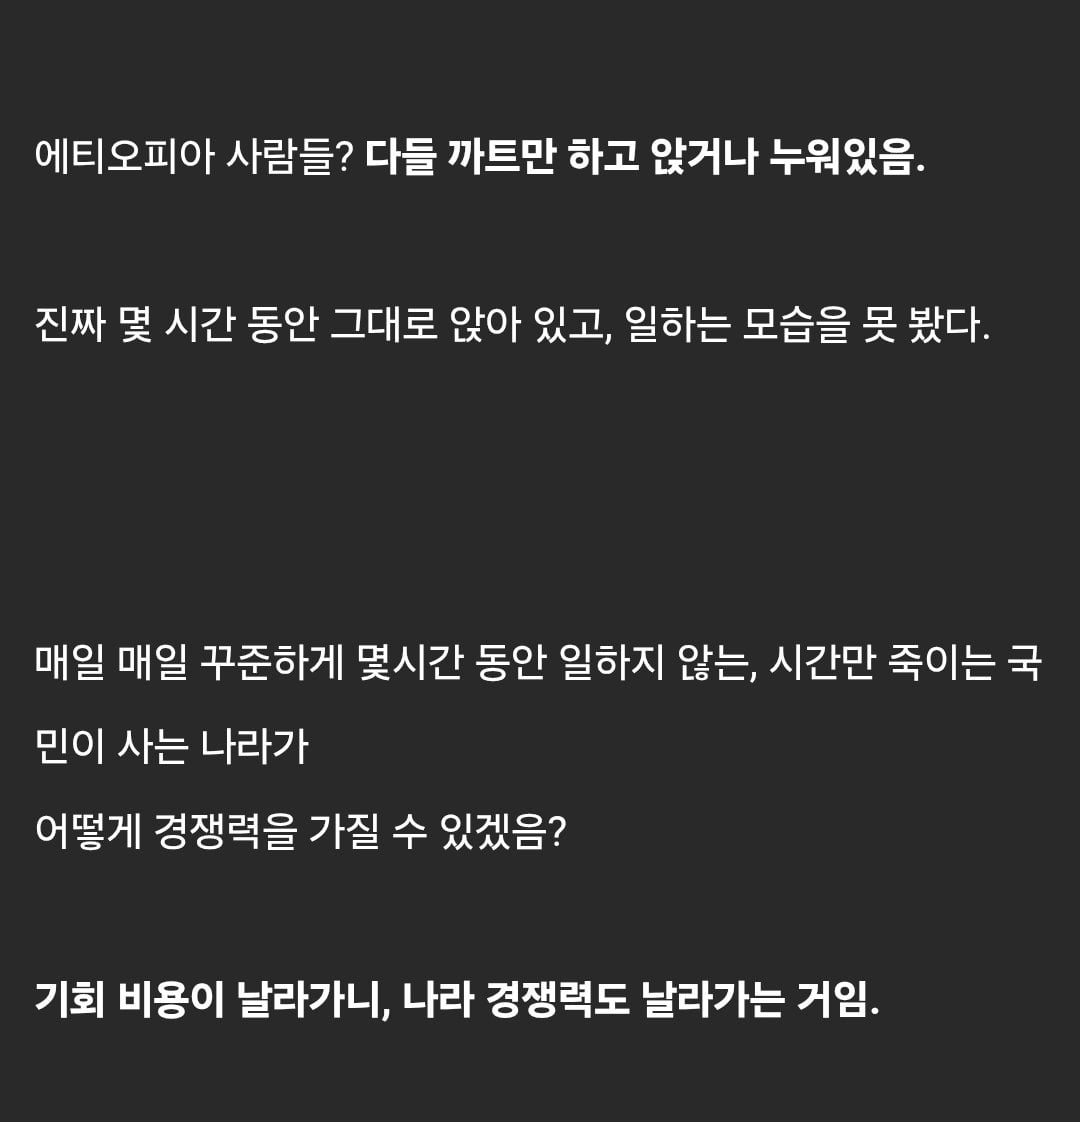 에티오피아 사람들? 다들 까트만 하고 앉거나 누워있음.
진짜 몇 시간 동안 그대로 앉아 있고, 일하는 모습을 못 봤다.
매일 매일 꾸준하게 몇시간 동안 일하지 않는, 시간만 죽이는 국
민이 사는 나라가
어떻게 경쟁력을 가질 수 있겠음?
기회 비용이 날라가니, 나라 경쟁력도 날라가는 거임.